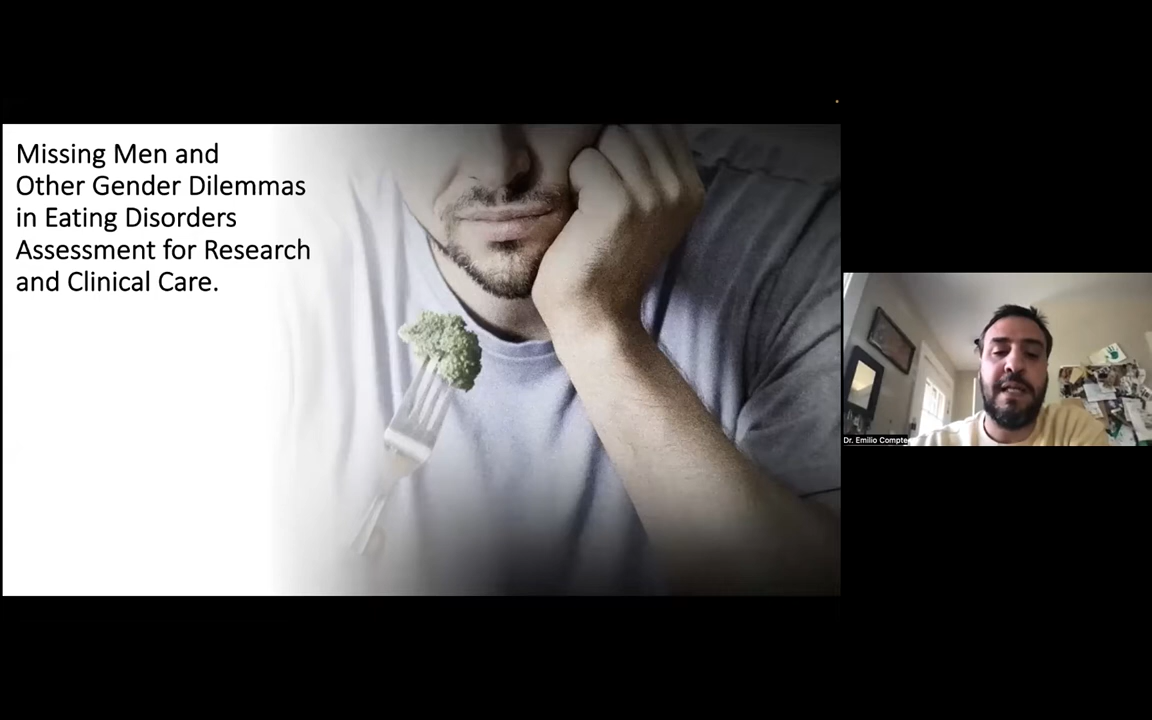 Missing Men and
Other Gender Dilemmas
in Eating Disorders
Assessment for Research
and Clinical Care.
Dr. Emilio Compte